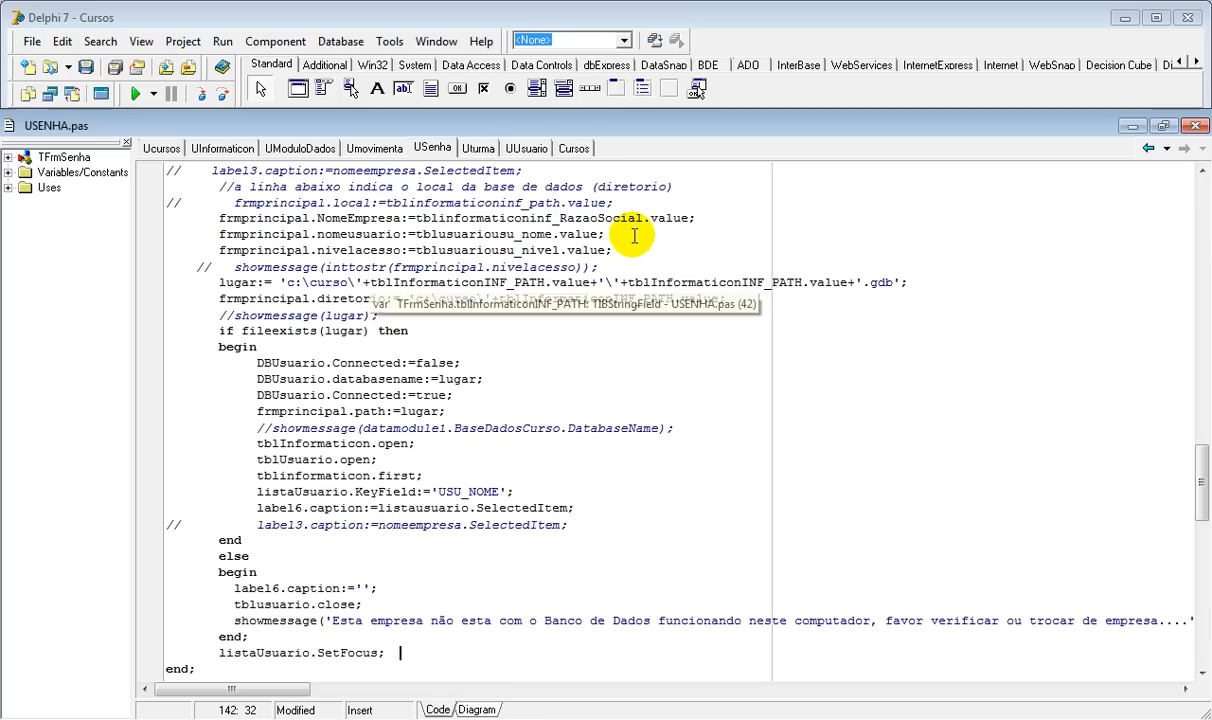 Delphi 7 - Cursos
File Edit Search View Project Run Component Database Tools Window Help <None>
Standard Additional Win32 System Data Access Data Controls dbExpress DataSnap BDE ADO InterBase WebServices InternetExpress Internet WebSnap Decision Cube Di
USENHA.pas
TFrmSenha
Variables/Constants
Uses
Ucursos UInformaticon UModuloDados Umovimenta USenha Uturma UUsuario Cursos
// label3.caption:=nomeempresa.SelectedItem;
//a linha abaixo indica o local da base de dados (diretorio)
// frmprincipal.local:=tblinformaticoninf_path.value;
frmprincipal.NomeEmpresa:=tblinformaticoninf_RazaoSocial.value;
frmprincipal.nomeusuario:=tblusuariousu_nome.value;
frmprincipal.nivelacesso:=tblusuariousu_nivel.value;
// showmessage(inttostr(frmprincipal.nivelacesso));
lugar:= 'c:\curso\'+tblInformaticonINF_PATH.value+'\'+tblInformaticonINF_PATH.value+'.gdb';
frmprincipal.diretorio:= 'c:\curso\'+tblInformaticonINF_PATH.value;
var TFrmSenha.tblInformaticonINF_PATH: TIBStringField - USENHA.pas (42)
//showmessage(lugar);
if fileexists(lugar) then
begin
DBUsuario.Connected:=false;
DBUsuario.databasename:=lugar;
DBUsuario.Connected:=true;
frmprincipal.path:=lugar;
//showmessage(datamodule1.BaseDadosCurso.DatabaseName);
tblInformaticon.open;
tblUsuario.open;
tblinformaticon.first;
listaUsuario.KeyField:='USU_NOME';
label6.caption:=listausuario.SelectedItem;
// label3.caption:=nomeempresa.SelectedItem;
end
else
begin
label6.caption:='';
tblusuario.close;
showmessage('Esta empresa não esta com o Banco de Dados funcionando neste computador, favor verificar ou trocar de empresa....'
end;
listaUsuario.SetFocus;
end;
142: 32 Modified Insert Code Diagram